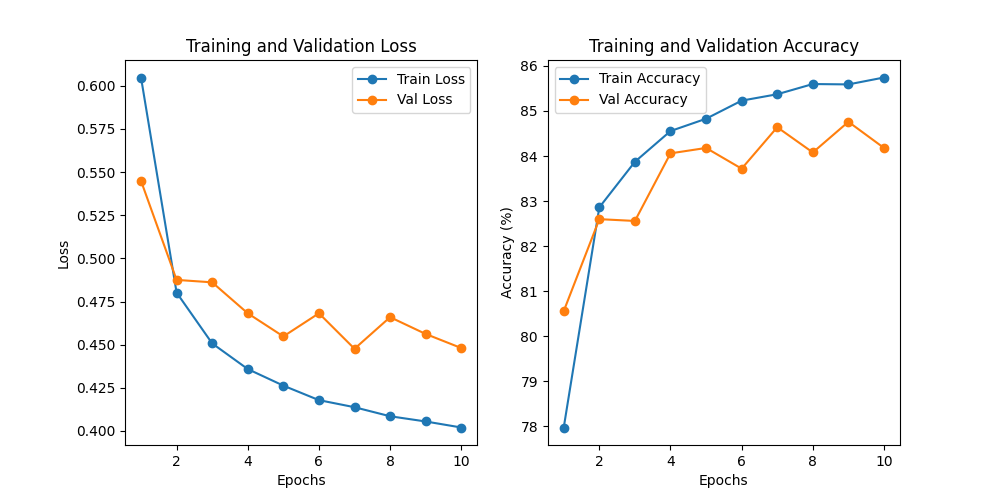 Training and Validation Loss
0.600
0.575
0.550
0.525
0.500
0.475
0.450
0.425
0.400
Loss
Train Loss
Val Loss
2 4 6 8 10
Epochs
Training and Validation Accuracy
86
85
84
83
82
81
80
79
78
Accuracy (%)
Train Accuracy
Val Accuracy
2 4 6 8 10
Epochs